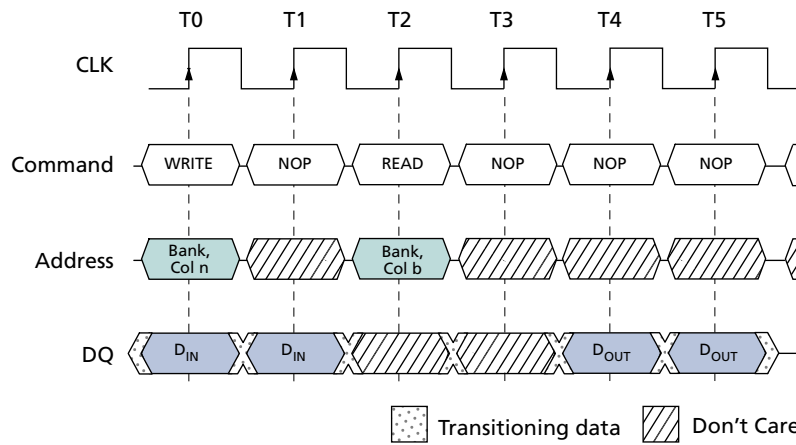 T0 T1 T2 T3 T4 T5
CLK
Command WRITE NOP READ NOP NOP NOP
Address Bank, Col n Bank, Col b
DQ DIN DIN DOUT DOUT
Transitioning data Don't Care